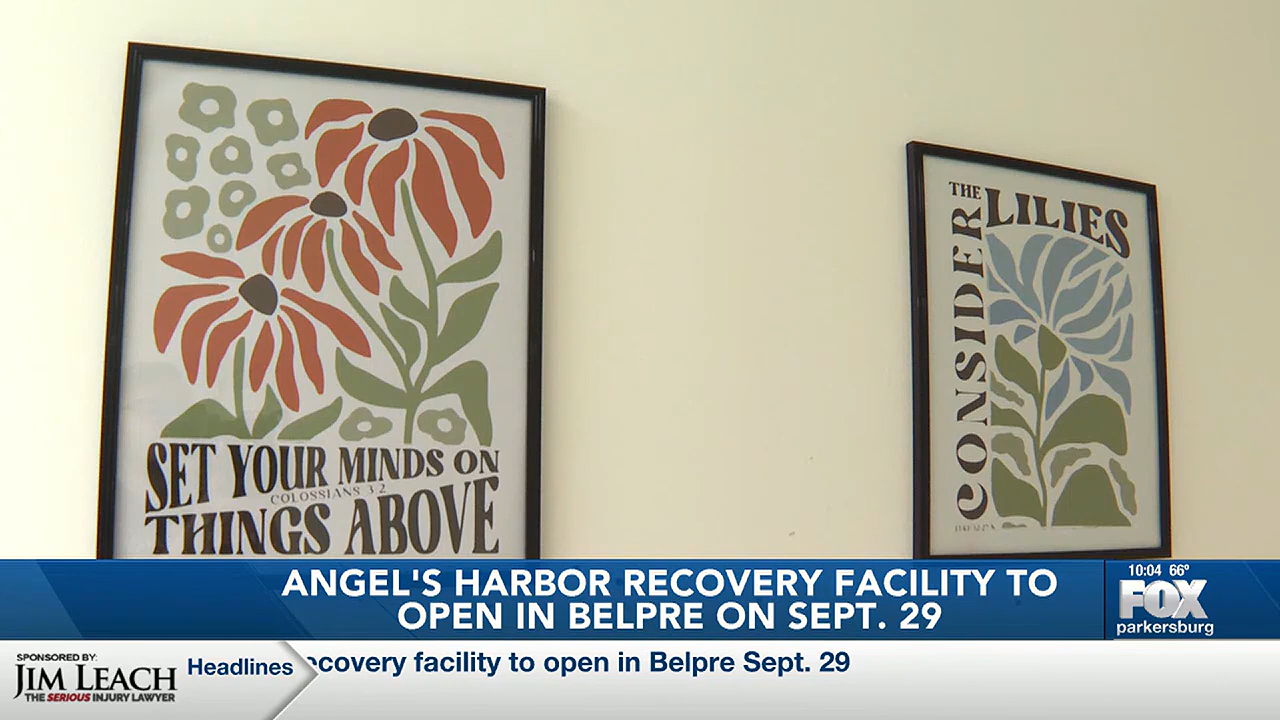 SET YOUR MINDS ON
COLOSSIANS 3:2
THINGS ABOVE
THE
LILIES
CONSIDER
ANGEL'S HARBOR RECOVERY FACILITY TO
OPEN IN BELPRE ON SEPT. 29
10:04 66°
FOX
parkersburg
SPONSORED BY:
JIM LEACH
THE SERIOUS INJURY LAWYER
Headlines
ecovery facility to open in Belpre Sept. 29